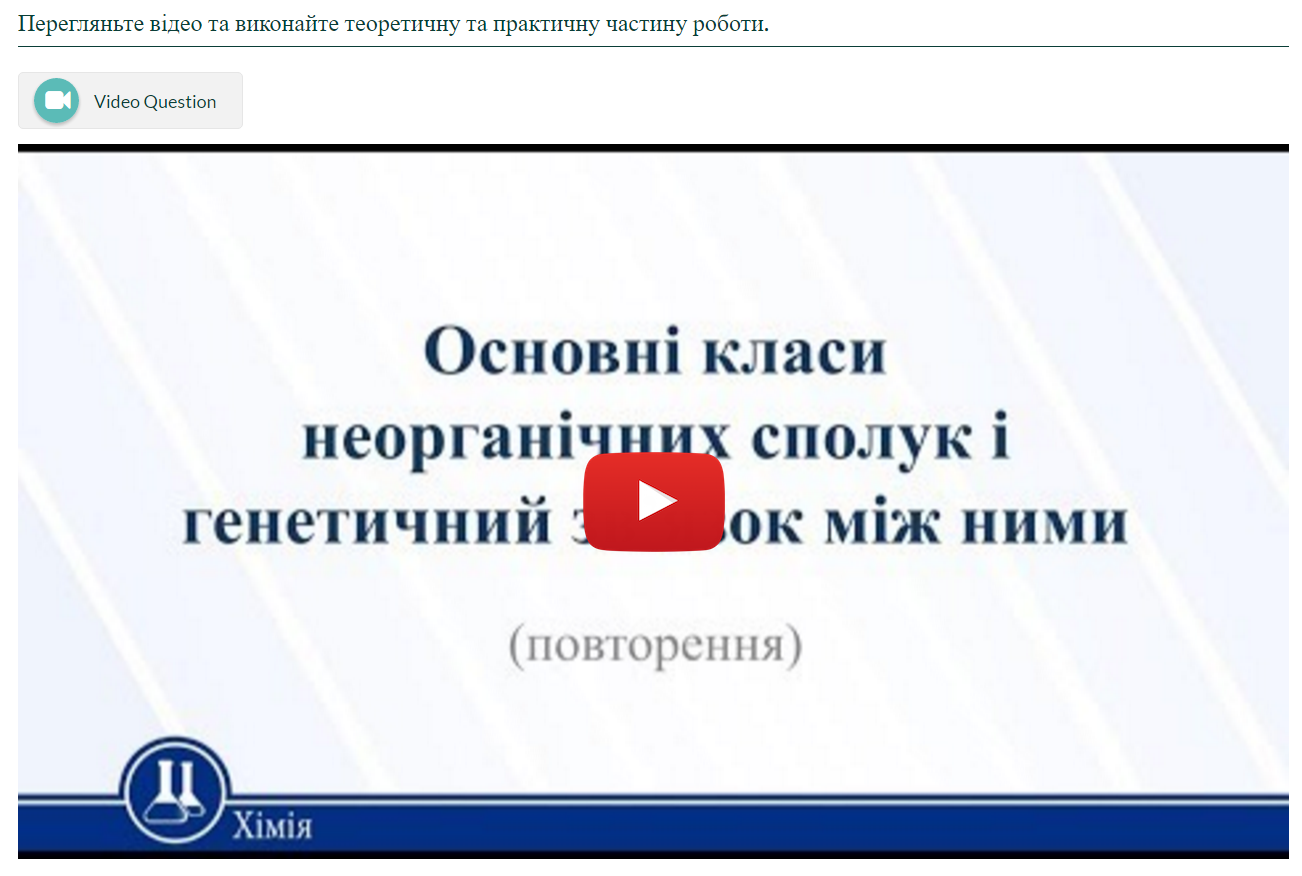 Перегляньте відео та виконайте теоретичну та практичну частину роботи.
Video Question
Основні класи
неорганічних сполук і
генетичний між ними
(повторення)
Хімія